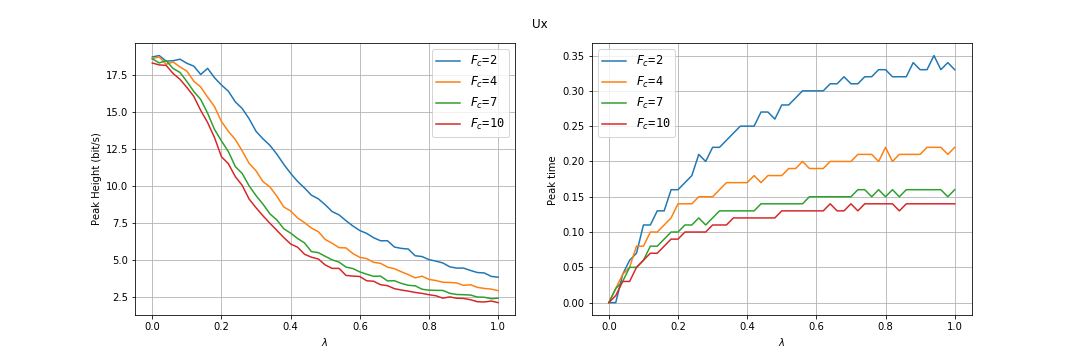 Ux
Peak Height (bit/s)
17.5
15.0
12.5
10.0
7.5
5.0
2.5
0.0 0.2 0.4 0.6 0.8 1.0
λ
F_c=2
F_c=4
F_c=7
F_c=10
Peak time
0.35
0.30
0.25
0.20
0.15
0.10
0.05
0.00
0.0 0.2 0.4 0.6 0.8 1.0
λ
F_c=2
F_c=4
F_c=7
F_c=10